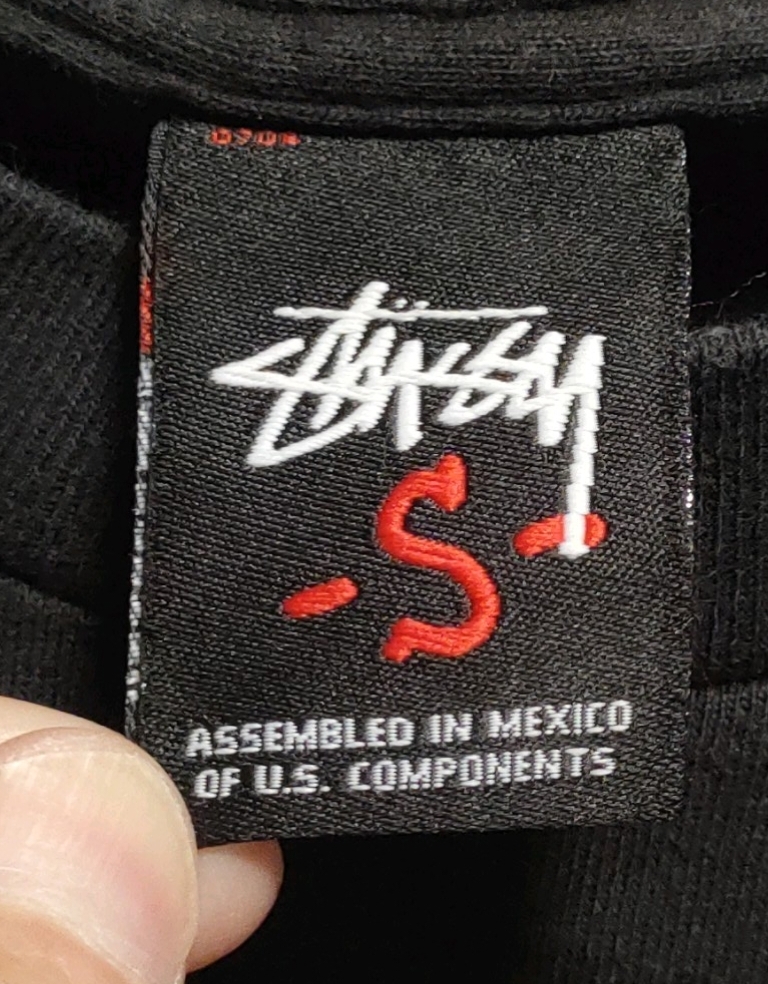 Stüssy
-S-
ASSEMBLED IN MEXICO
OF U.S. COMPONENTS